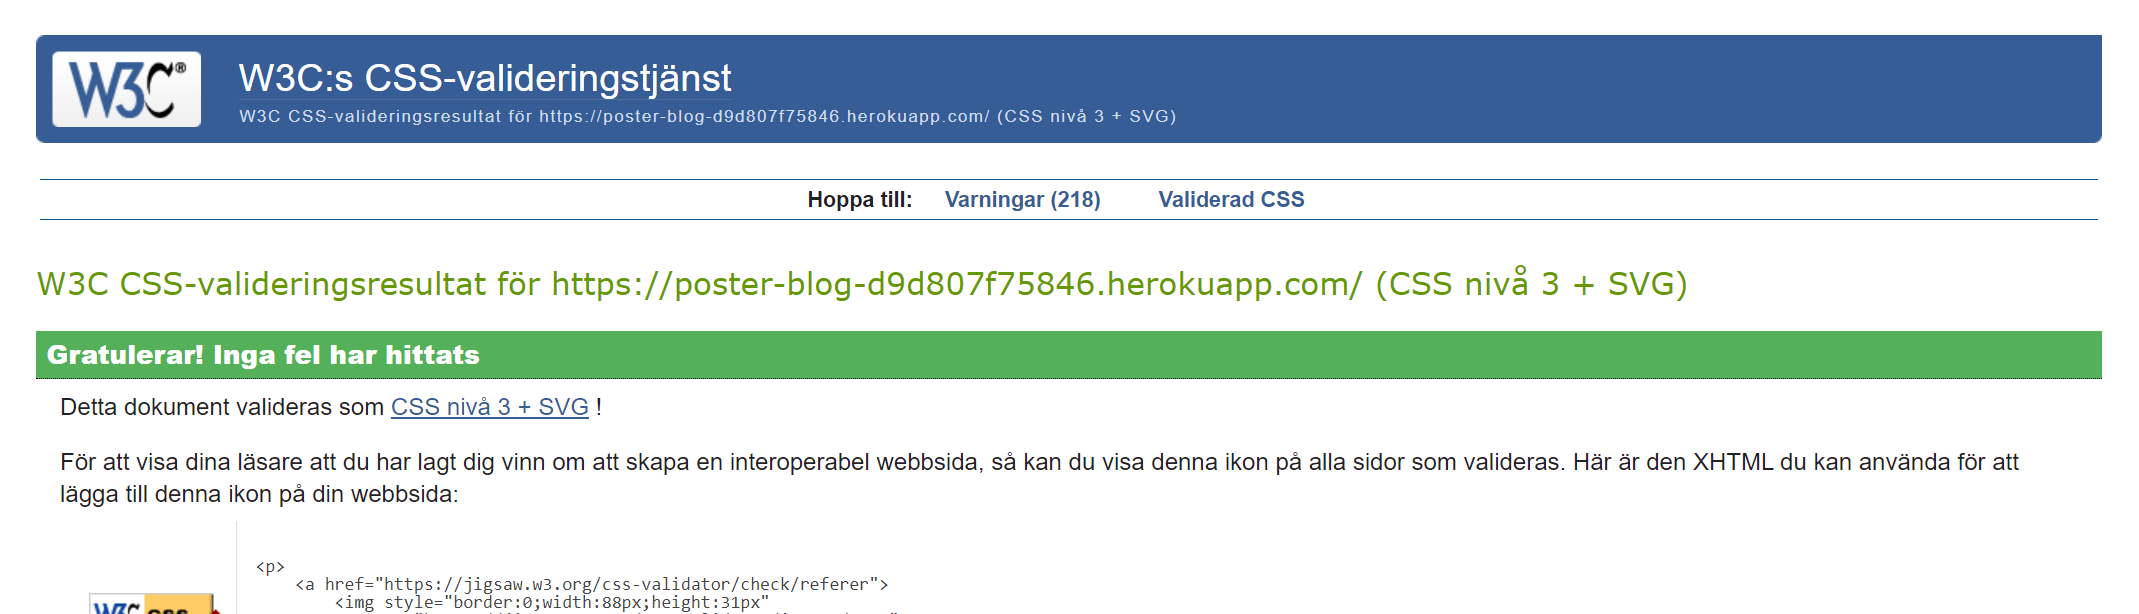 W3C®
W3C:s CSS-valideringstjänst
W3C CSS-valideringsresultat för https://poster-blog-d9d807f75846.herokuapp.com/ (CSS nivå 3 + SVG)
Hoppa till: Varningar (218) Validerad CSS
W3C CSS-valideringsresultat för https://poster-blog-d9d807f75846.herokuapp.com/ (CSS nivå 3 + SVG)
Gratulerar! Inga fel har hittats
Detta dokument valideras som CSS nivå 3 + SVG !
För att visa dina läsare att du har lagt dig vinn om att skapa en interoperabel webbsida, så kan du visa denna ikon på alla sidor som valideras. Här är den XHTML du kan använda för att
lägga till denna ikon på din webbsida:
<p>
<a href="https://jigsaw.w3.org/css-validator/check/referer">
<img style="border:0;width:88px;height:31px"
W3C CSS